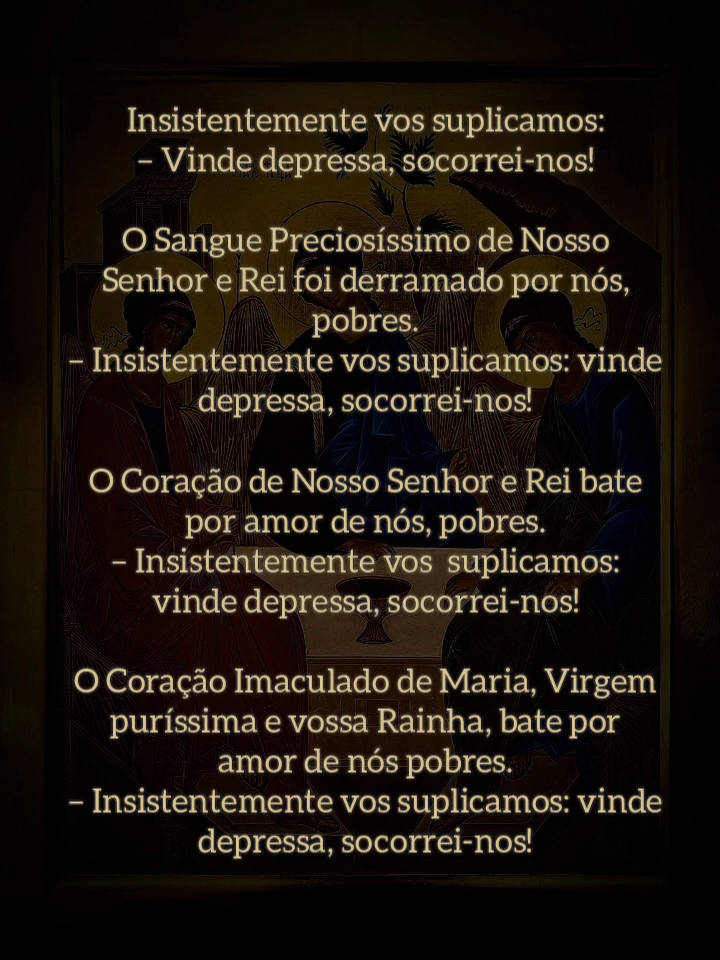 Insistentemente vos suplicamos:
– Vinde depressa, socorrei-nos!
O Sangue Preciosíssimo de Nosso
Senhor e Rei foi derramado por nós,
pobres.
– Insistentemente vos suplicamos: vinde
depressa, socorrei-nos!
O Coração de Nosso Senhor e Rei bate
por amor de nós, pobres.
– Insistentemente vos  suplicamos:
vinde depressa, socorrei-nos!
O Coração Imaculado de Maria, Virgem
puríssima e vossa Rainha, bate por
amor de nós pobres.
– Insistentemente vos suplicamos: vinde
depressa, socorrei-nos!